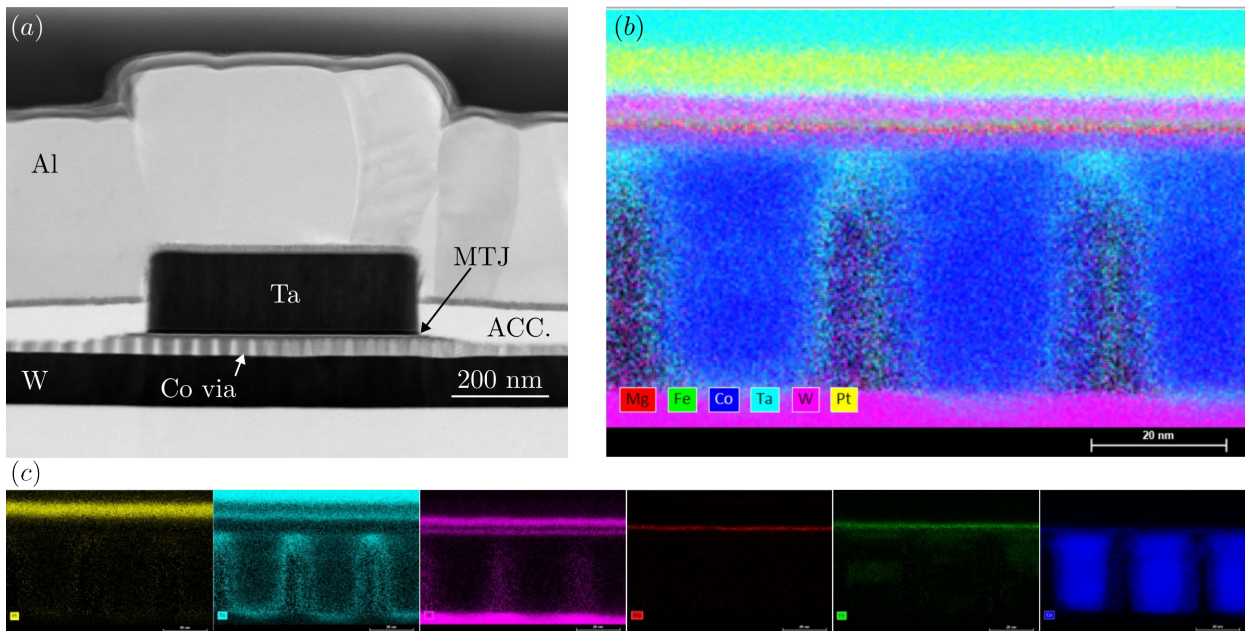 (a)
Al
Ta
MTJ
ACC.
W
Co via
200 nm
(b)
Mg Fe Co Ta W Pt
20 nm
(c)